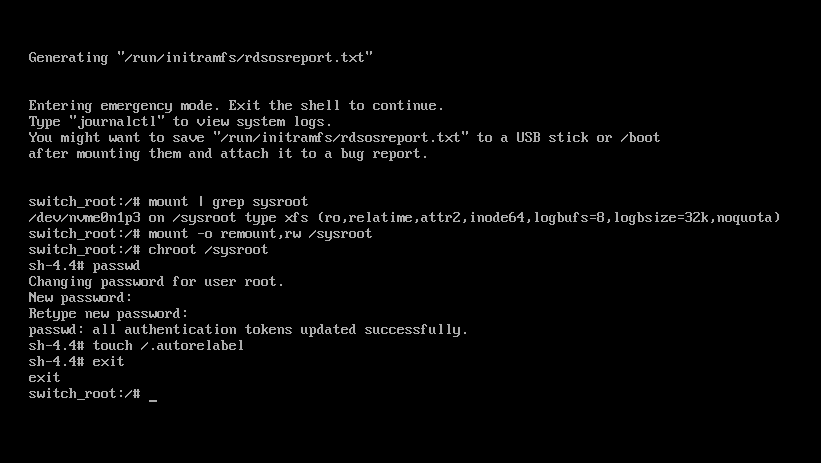 Generating "/run/initramfs/rdsosreport.txt"
Entering emergency mode. Exit the shell to continue.
Type "journalctl" to view system logs.
You might want to save "/run/initramfs/rdsosreport.txt" to a USB stick or /boot
after mounting them and attach it to a bug report.
switch_root:/# mount | grep sysroot
/dev/nvme0n1p3 on /sysroot type xfs (ro,relatime,attr2,inode64,logbufs=8,logbsize=32k,noquota)
switch_root:/# mount -o remount,rw /sysroot
switch_root:/# chroot /sysroot
sh-4.4# passwd
Changing password for user root.
New password:
Retype new password:
passwd: all authentication tokens updated successfully.
sh-4.4# touch /.autorelabel
sh-4.4# exit
exit
switch_root:/# _